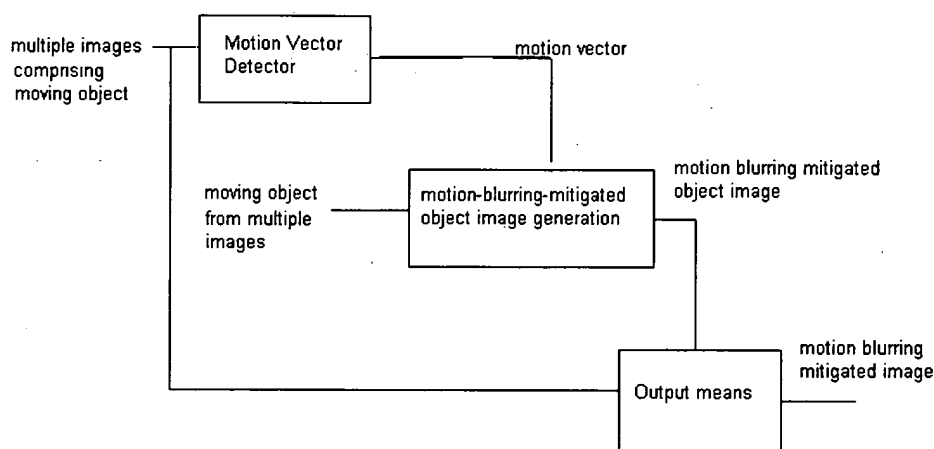 multiple images
comprising
moving object
Motion Vector
Detector
motion vector
moving object
from multiple
images
motion-blurring-mitigated
object image generation
motion blurring mitigated
object image
Output means
motion blurring
mitigated image